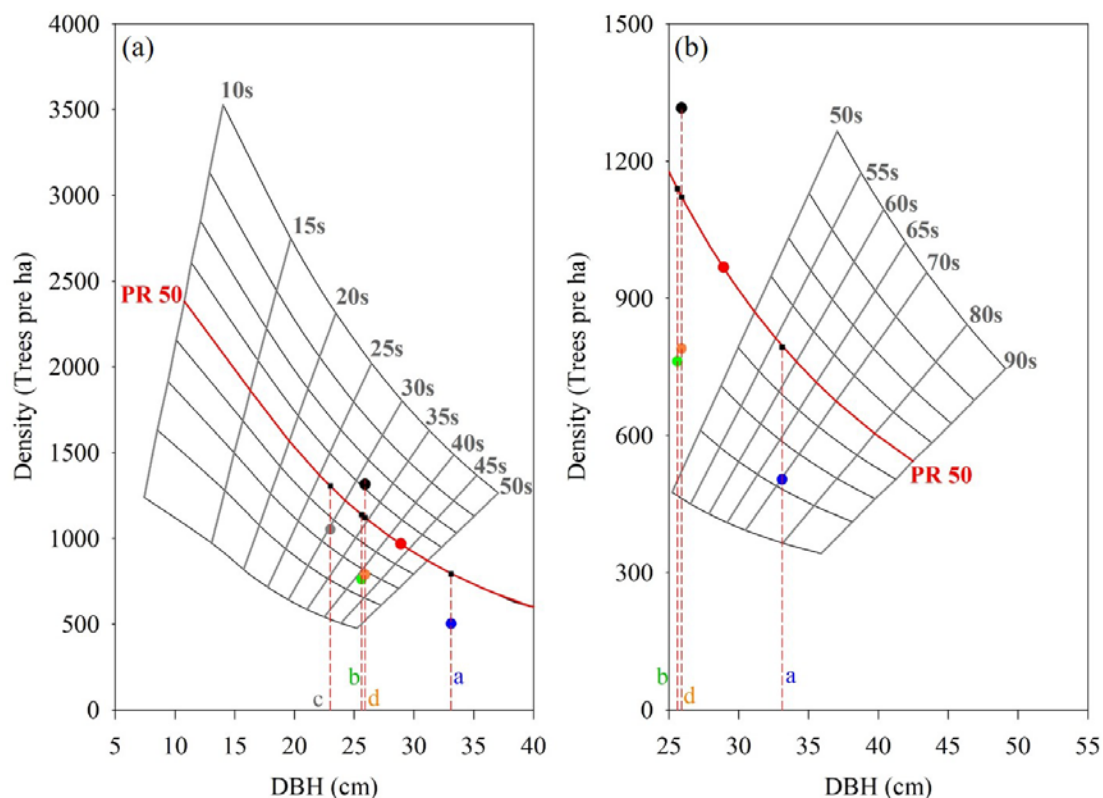 (a)
Density (Trees pre ha)
4000
3500
3000
2500
2000
1500
1000
500
0
10s
15s
20s
25s
30s
35s
40s
45s
50s
PR 50
c
b
d
a
5 10 15 20 25 30 35 40
DBH (cm)
(b)
Density (Trees pre ha)
1500
1200
900
600
300
0
50s
55s
60s
65s
70s
80s
90s
PR 50
b
d
a
25 30 35 40 45 50 55
DBH (cm)